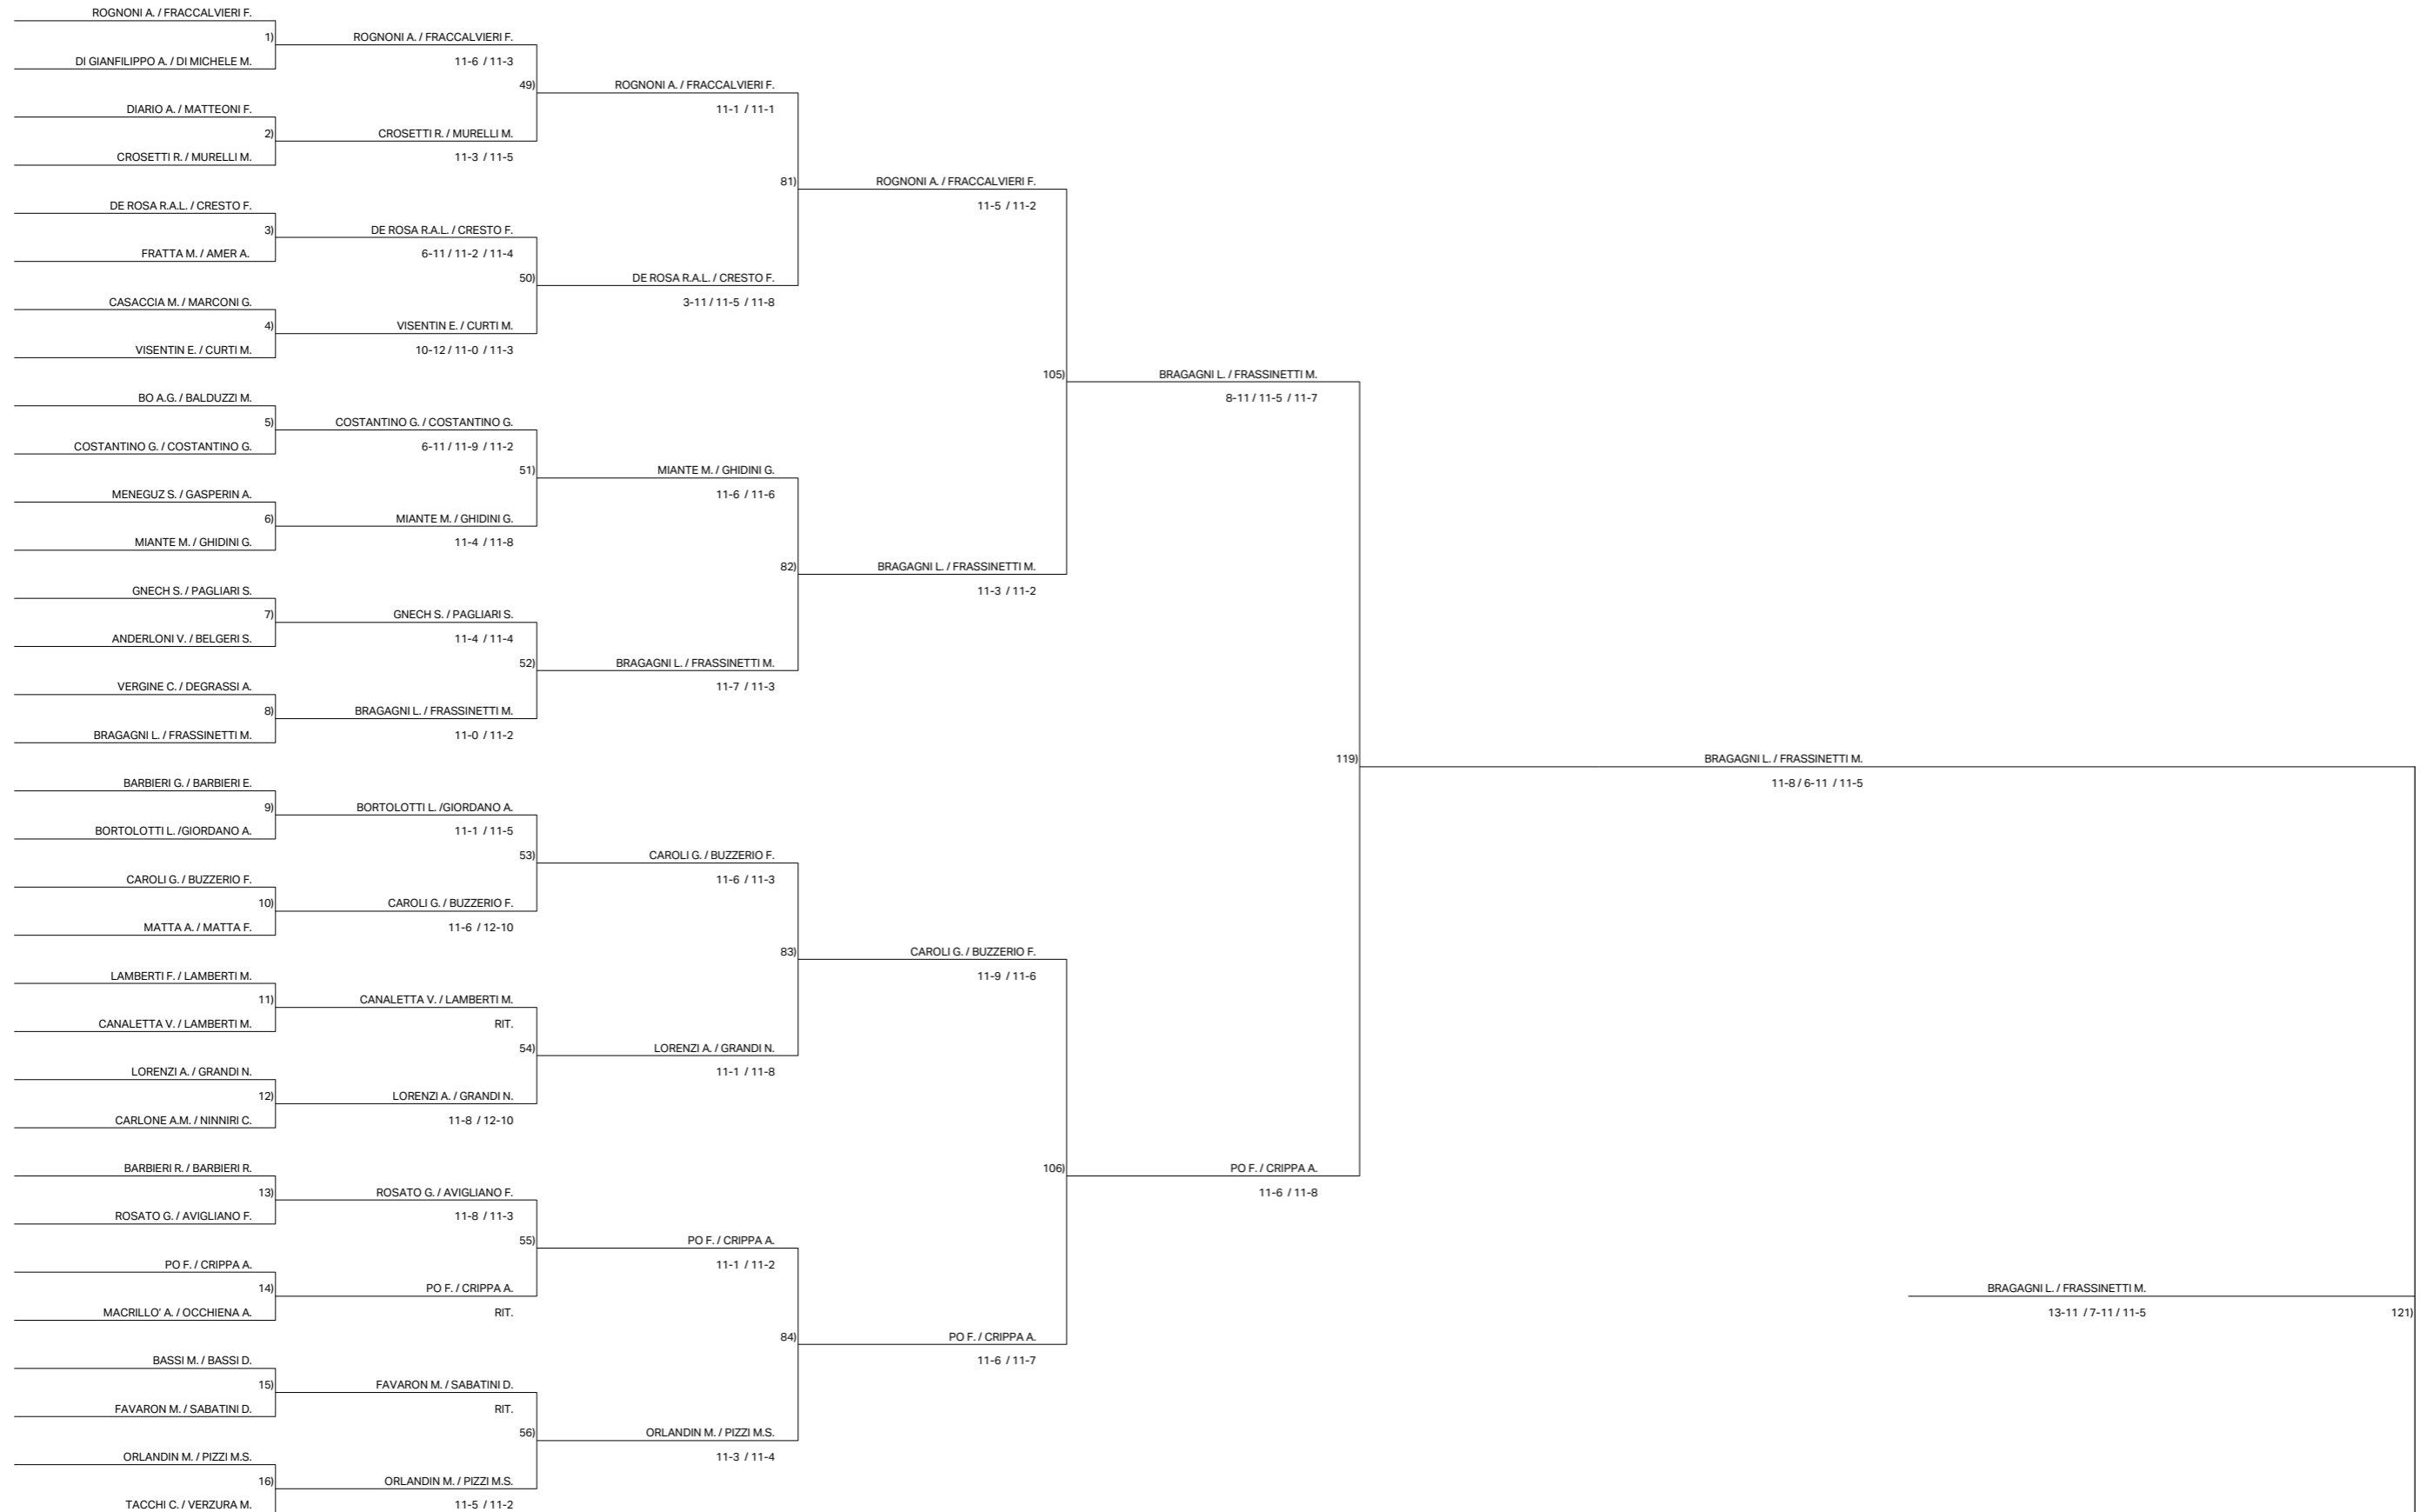 ROGNONI A. / FRACCALVIERI F.
1)
ROGNONI A. / FRACCALVIERI F.
DI GIANFILIPPO A. / DI MICHELE M.
11-6 / 11-3
49)
ROGNONI A. / FRACCALVIERI F.
DIARIO A. / MATTEONI F.
11-1 / 11-1
2)
CROSETTI R. / MURELLI M.
CROSETTI R. / MURELLI M.
11-3 / 11-5
81)
ROGNONI A. / FRACCALVIERI F.
DE ROSA R.A.L. / CRESTO F.
11-5 / 11-2
3)
DE ROSA R.A.L. / CRESTO F.
FRATTA M. / AMER A.
6-11 / 11-2 / 11-4
50)
DE ROSA R.A.L. / CRESTO F.
CASACCIA M. / MARCONI G.
3-11 / 11-5 / 11-8
4)
VISENTIN E. / CURTI M.
VISENTIN E. / CURTI M.
10-12 / 11-0 / 11-3
105)
BRAGAGNI L. / FRASSINETTI M.
BO A.G. / BALDUZZI M.
8-11 / 11-5 / 11-7
5)
COSTANTINO G. / COSTANTINO G.
COSTANTINO G. / COSTANTINO G.
6-11 / 11-9 / 11-2
51)
MIANTE M. / GHIDINI G.
MENEGUZ S. / GASPERIN A.
11-6 / 11-6
6)
MIANTE M. / GHIDINI G.
MIANTE M. / GHIDINI G.
11-4 / 11-8
82)
BRAGAGNI L. / FRASSINETTI M.
GNECH S. / PAGLIARI S.
11-3 / 11-2
7)
GNECH S. / PAGLIARI S.
ANDERLONI V. / BELGERI S.
11-4 / 11-4
52)
BRAGAGNI L. / FRASSINETTI M.
VERGINE C. / DEGRASSI A.
11-7 / 11-3
8)
BRAGAGNI L. / FRASSINETTI M.
BRAGAGNI L. / FRASSINETTI M.
11-0 / 11-2
119)
BRAGAGNI L. / FRASSINETTI M.
BARBIERI G. / BARBIERI E.
11-8 / 6-11 / 11-5
9)
BORTOLOTTI L. /GIORDANO A.
BORTOLOTTI L. /GIORDANO A.
11-1 / 11-5
53)
CAROLI G. / BUZZERIO F.
CAROLI G. / BUZZERIO F.
11-6 / 11-3
10)
CAROLI G. / BUZZERIO F.
MATTA A. / MATTA F.
11-6 / 12-10
83)
CAROLI G. / BUZZERIO F.
LAMBERTI F. / LAMBERTI M.
11-9 / 11-6
11)
CANALETTA V. / LAMBERTI M.
CANALETTA V. / LAMBERTI M.
RIT.
54)
LORENZI A. / GRANDI N.
LORENZI A. / GRANDI N.
11-1 / 11-8
12)
LORENZI A. / GRANDI N.
CARLONE A.M. / NINNIRI C.
11-8 / 12-10
BARBIERI R. / BARBIERI R.
106)
PO F. / CRIPPA A.
13)
ROSATO G. / AVIGLIANO F.
11-6 / 11-8
ROSATO G. / AVIGLIANO F.
11-8 / 11-3
55)
PO F. / CRIPPA A.
PO F. / CRIPPA A.
11-1 / 11-2
14)
PO F. / CRIPPA A.
BRAGAGNI L. / FRASSINETTI M.
MACRILLO' A. / OCCHIENA A.
RIT.
13-11 / 7-11 / 11-5
121)
84)
PO F. / CRIPPA A.
BASSI M. / BASSI D.
11-6 / 11-7
15)
FAVARON M. / SABATINI D.
FAVARON M. / SABATINI D.
RIT.
56)
ORLANDIN M. / PIZZI M.S.
ORLANDIN M. / PIZZI M.S.
11-3 / 11-4
16)
ORLANDIN M. / PIZZI M.S.
TACCHI C. / VERZURA M.
11-5 / 11-2